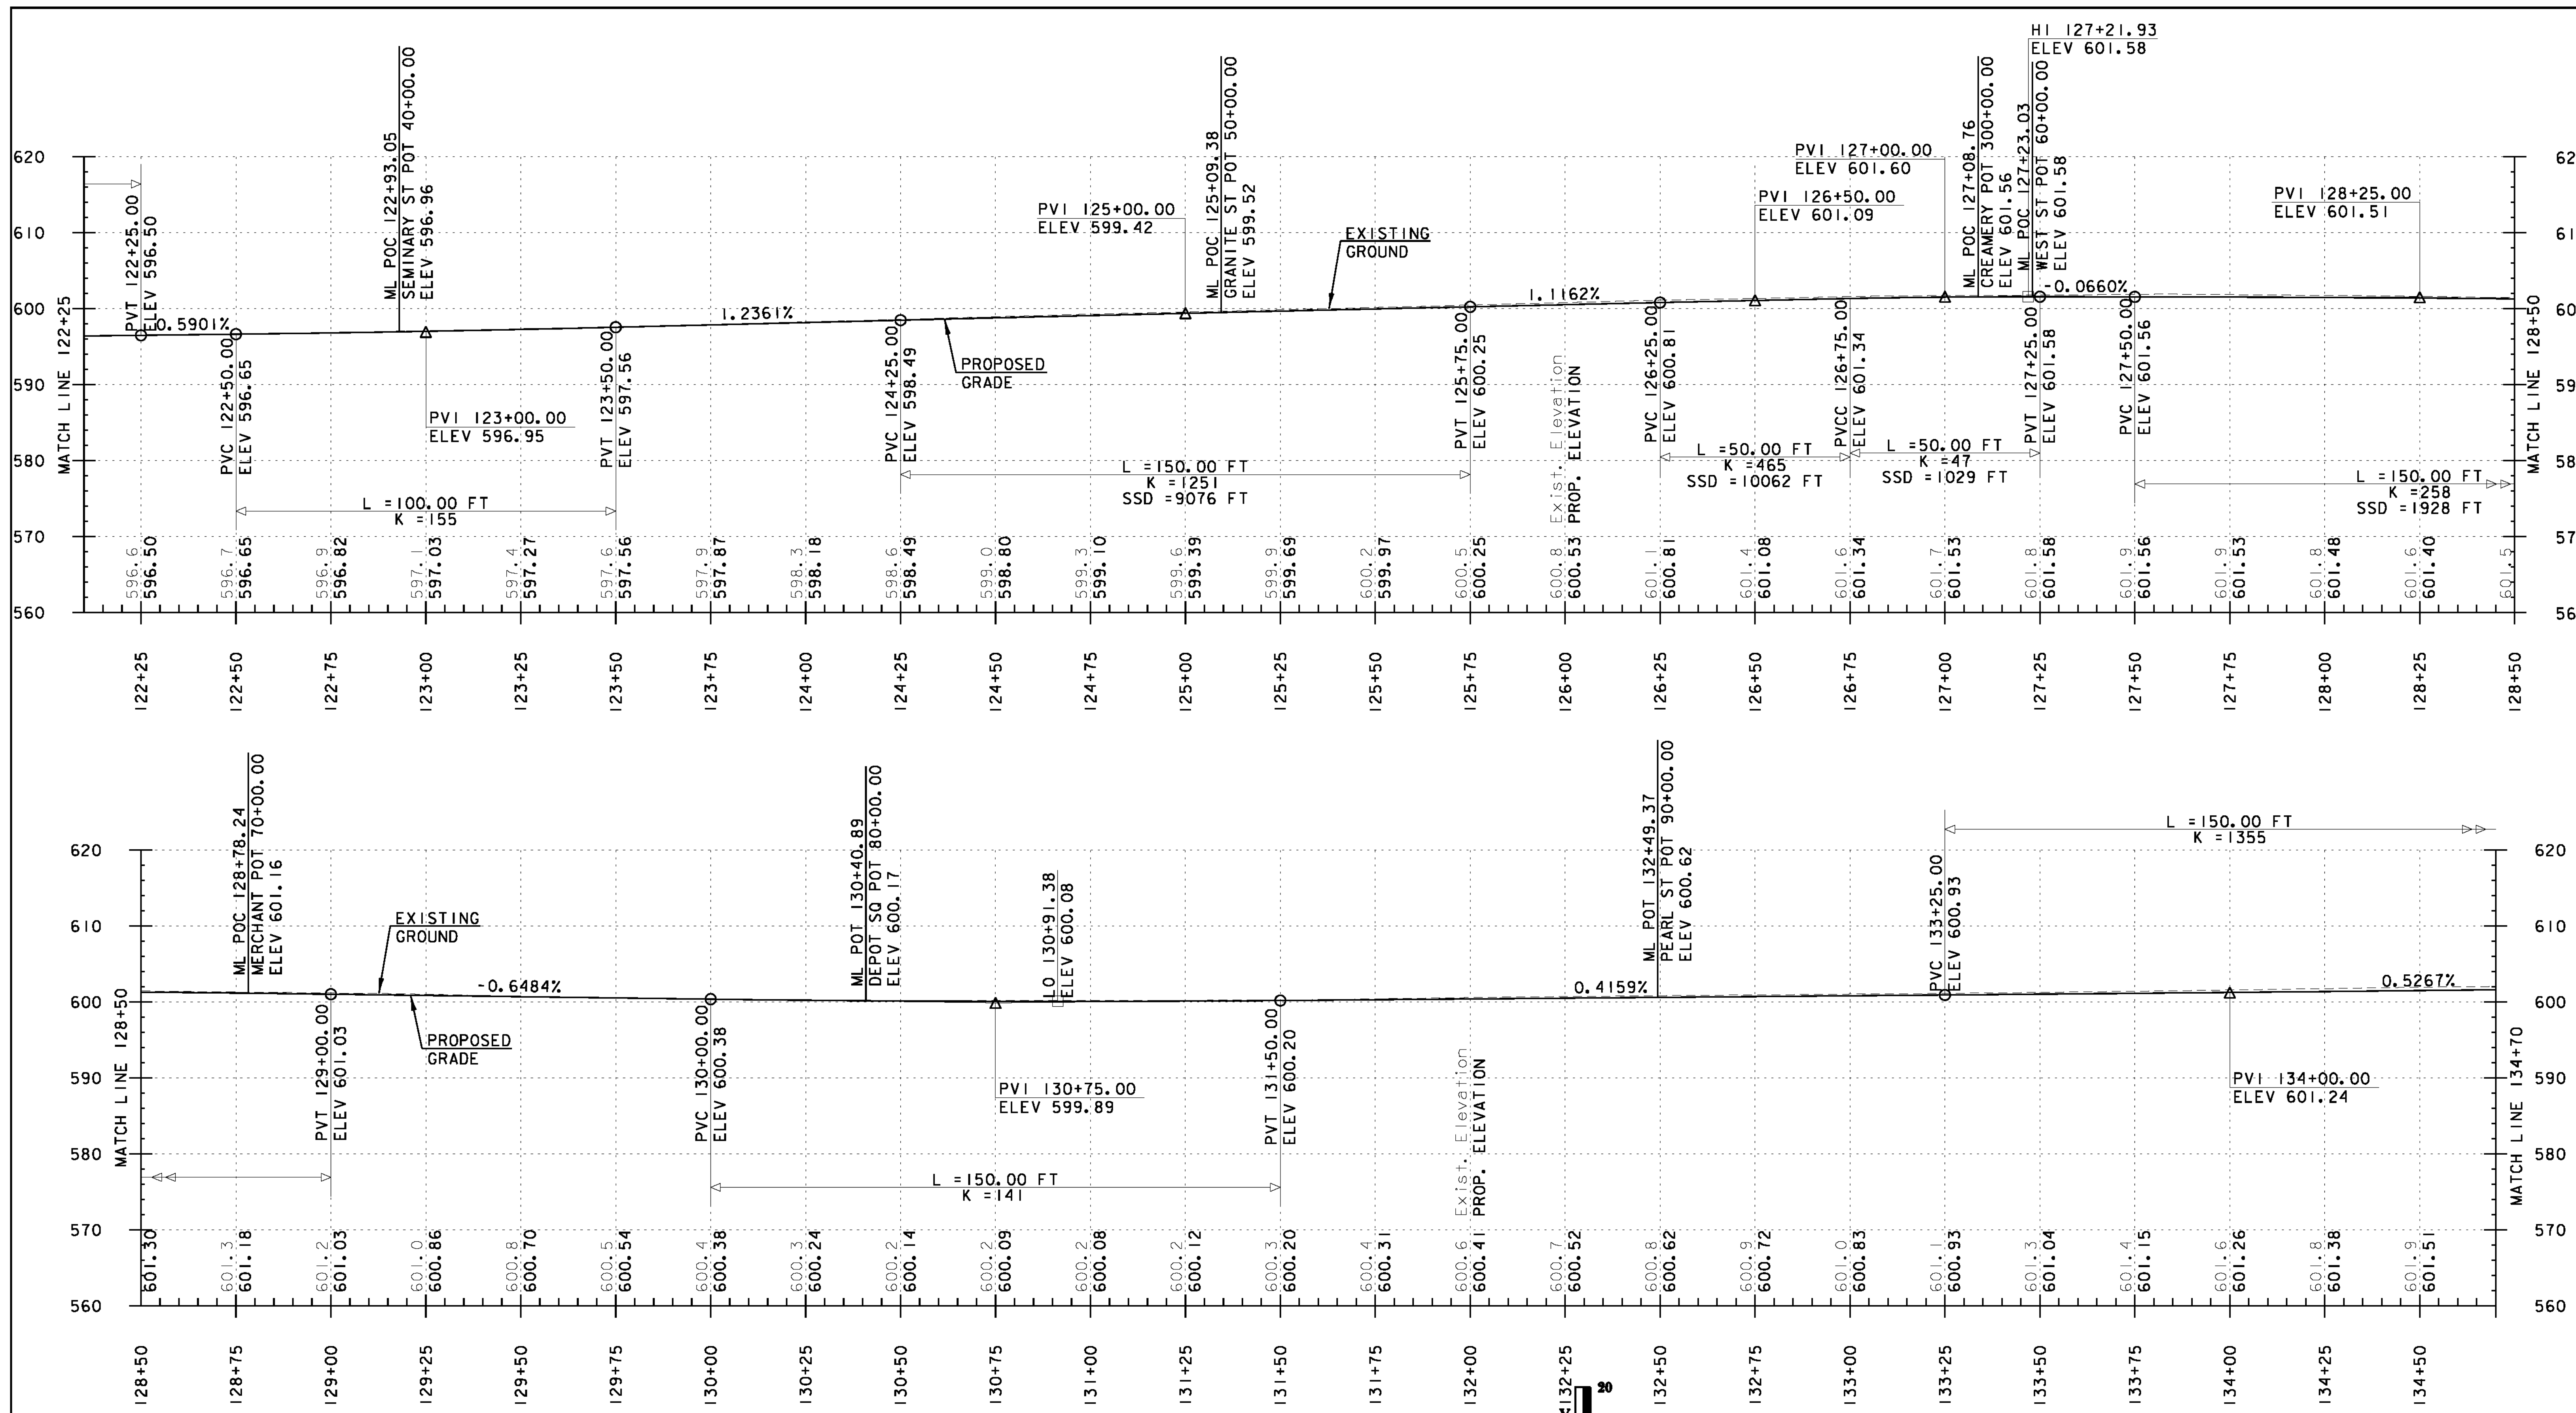 HI 127+21.93
ELEV 601.58
ML POC 122+93.05
SEMINARY ST POT 40+00.00
ELEV 596.96
ML POC 125+09.38
GRANITE ST POT 50+00.00
ELEV 599.52
ML POC 127+08.76
CREAMERY POT 300+00.00
ELEV 601.56
ML POC 127+23.03
WEST ST POT 60+00.00
ELEV 601.58
PVI 127+00.00
ELEV 601.60
PVI 126+50.00
ELEV 601.09
PVI 128+25.00
ELEV 601.51
PVI 125+00.00
ELEV 599.42
EXISTING
GROUND
PROPOSED
GRADE
620
610
600
590
580
570
560
62
61
60
59
58
57
56
MATCH LINE 122+25
MATCH LINE 128+50
PVT 122+25.00
ELEV 596.50
0.5901%
1.2361%
1.1162%
-0.0660%
PVC 122+50.00
ELEV 596.65
PVI 123+00.00
ELEV 596.95
PVT 123+50.00
ELEV 597.56
PVC 124+25.00
ELEV 598.49
PVT 125+75.00
ELEV 600.25
Exist. Elevation
PROP. ELEVATION
PVC 126+25.00
ELEV 600.81
PVCC 126+75.00
ELEV 601.34
PVT 127+25.00
ELEV 601.58
PVC 127+50.00
ELEV 601.56
L =100.00 FT
K =155
L =150.00 FT
K =1251
SSD =9076 FT
L =50.00 FT
K =465
SSD =10062 FT
L =50.00 FT
K =47
SSD =1029 FT
L =150.00 FT
K =258
SSD =1928 FT
596.6
596.50
596.7
596.65
596.9
596.82
597.1
597.03
597.4
597.27
597.6
597.56
597.9
597.87
598.3
598.18
598.6
598.49
599.0
598.80
599.3
599.10
599.6
599.39
599.9
599.69
600.2
599.97
600.5
600.25
600.8
600.53
601.1
600.81
601.4
601.08
601.6
601.34
601.7
601.53
601.8
601.58
601.9
601.56
601.9
601.53
601.8
601.48
601.6
601.40
601.5
122+25
122+50
122+75
123+00
123+25
123+50
123+75
124+00
124+25
124+50
124+75
125+00
125+25
125+50
125+75
126+00
126+25
126+50
126+75
127+00
127+25
127+50
127+75
128+00
128+25
128+50
ML POC 128+78.24
MERCHANT POT 70+00.00
ELEV 601.16
ML POT 130+40.89
DEPOT SQ POT 80+00.00
ELEV 600.17
LO 130+91.38
ELEV 600.08
ML POT 132+49.37
PEARL ST POT 90+00.00
ELEV 600.62
L =150.00 FT
K =1355
PVC 133+25.00
ELEV 600.93
EXISTING
GROUND
PROPOSED
GRADE
-0.6484%
0.4159%
0.5267%
620
610
600
590
580
570
560
620
610
600
590
580
570
560
MATCH LINE 128+50
MATCH LINE 134+70
PVT 129+00.00
ELEV 601.03
PVC 130+00.00
ELEV 600.38
PVI 130+75.00
ELEV 599.89
PVT 131+50.00
ELEV 600.20
Exist. Elevation
PROP. ELEVATION
PVI 134+00.00
ELEV 601.24
L =150.00 FT
K =141
601.30
601.3
601.18
601.2
601.03
601.0
600.86
600.8
600.70
600.5
600.54
600.4
600.38
600.3
600.24
600.2
600.14
600.2
600.09
600.2
600.08
600.2
600.12
600.3
600.20
600.4
600.31
600.6
600.41
600.7
600.52
600.8
600.62
600.9
600.72
601.0
600.83
601.1
600.93
601.3
601.04
601.4
601.15
601.6
601.26
601.8
601.38
601.9
601.51
128+50
128+75
129+00
129+25
129+50
129+75
130+00
130+25
130+50
130+75
131+00
131+25
131+50
131+75
132+00
132+25
132+50
132+75
133+00
133+25
133+50
133+75
134+00
134+25
134+50
20